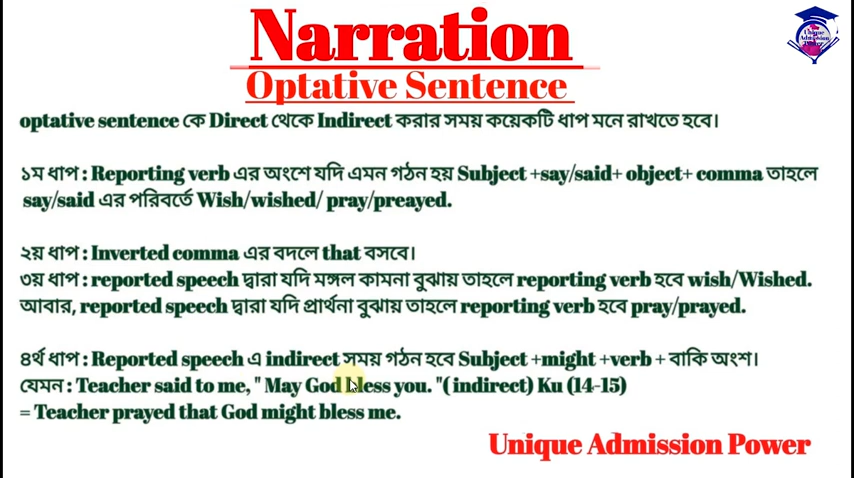 Narration
Optative Sentence
Unique
Admission
optative sentence কে Direct থেকে Indirect করার সময় কয়েকটি ধাপ মনে রাখতে হবে।
১ম ধাপ : Reporting verb এর অংশে যদি এমন গঠন হয় Subject +say/said+ object+ comma তাহলে
say/said এর পরিবর্তে Wish/wished/ pray/preayed.
২য় ধাপ : Inverted comma এর বদলে that বসবে।
৩য় ধাপ : reported speech দ্বারা যদি মঙ্গল কামনা বুঝায় তাহলে reporting verb হবে wish/Wished.
আবার, reported speech দ্বারা যদি প্রার্থনা বুঝায় তাহলে reporting verb হবে pray/prayed.
৪র্থ ধাপ : Reported speech এ indirect সময় গঠন হবে Subject +might +verb + বাকি অংশ।
যেমন : Teacher said to me, " May God bless you. "( indirect) Ku (14-15)
= Teacher prayed that God might bless me.
Unique Admission Power